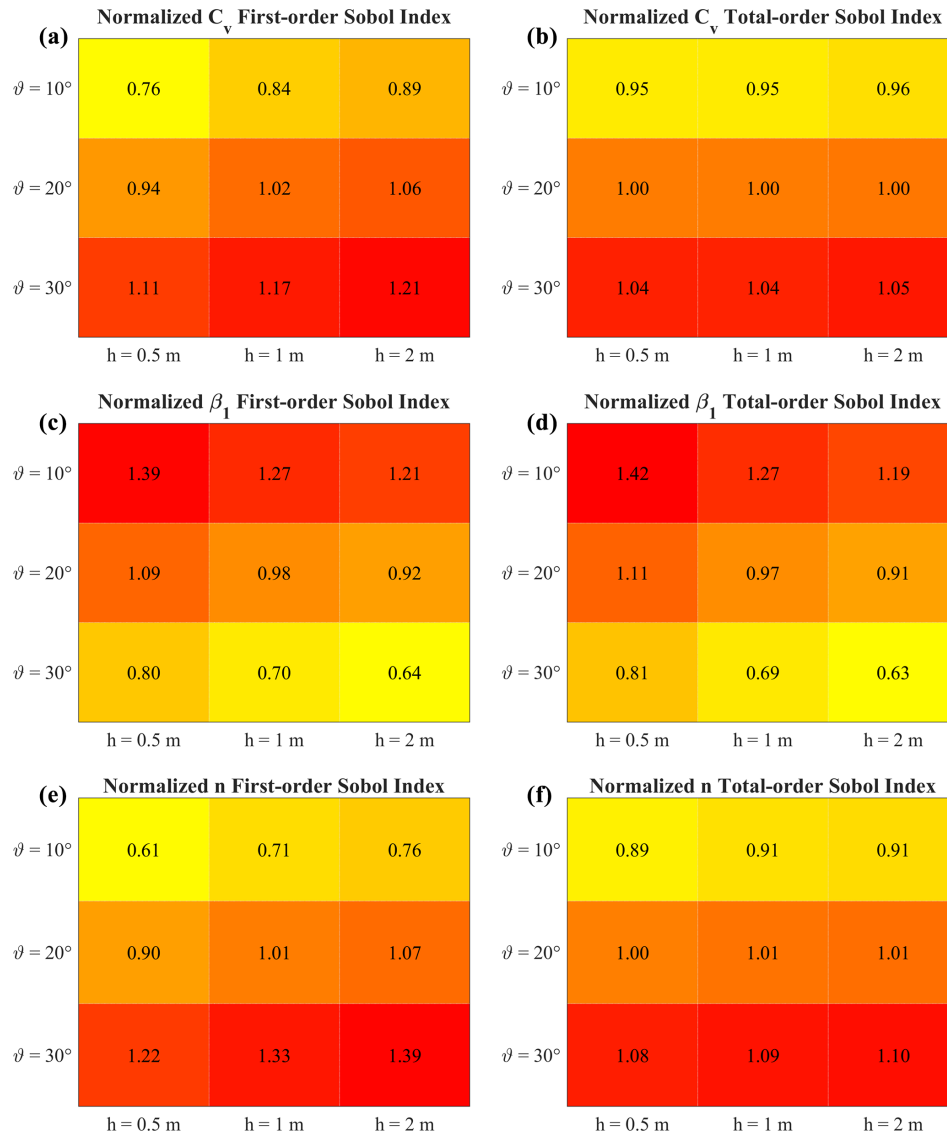 Normalized C_v First-order Sobol Index
Normalized C_v Total-order Sobol Index
(a)
(b)
ϑ = 10° 0.76 0.84 0.89
ϑ = 10° 0.95 0.95 0.96
ϑ = 20° 0.94 1.02 1.06
ϑ = 20° 1.00 1.00 1.00
ϑ = 30° 1.11 1.17 1.21
ϑ = 30° 1.04 1.04 1.05
h = 0.5 m h = 1 m h = 2 m
h = 0.5 m h = 1 m h = 2 m
Normalized β_1 First-order Sobol Index
Normalized β_1 Total-order Sobol Index
(c)
(d)
ϑ = 10° 1.39 1.27 1.21
ϑ = 10° 1.42 1.27 1.19
ϑ = 20° 1.09 0.98 0.92
ϑ = 20° 1.11 0.97 0.91
ϑ = 30° 0.80 0.70 0.64
ϑ = 30° 0.81 0.69 0.63
h = 0.5 m h = 1 m h = 2 m
h = 0.5 m h = 1 m h = 2 m
Normalized n First-order Sobol Index
Normalized n Total-order Sobol Index
(e)
(f)
ϑ = 10° 0.61 0.71 0.76
ϑ = 10° 0.89 0.91 0.91
ϑ = 20° 0.90 1.01 1.07
ϑ = 20° 1.00 1.01 1.01
ϑ = 30° 1.22 1.33 1.39
ϑ = 30° 1.08 1.09 1.10
h = 0.5 m h = 1 m h = 2 m
h = 0.5 m h = 1 m h = 2 m